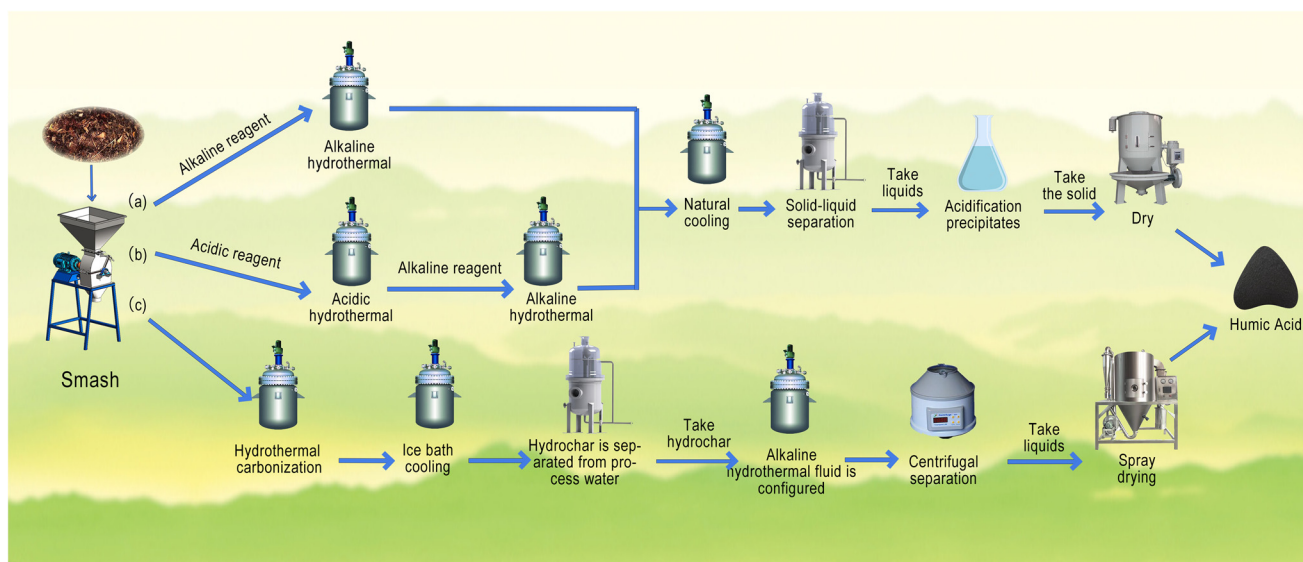 Smash
(a)
Alkaline reagent
Alkaline
hydrothermal
(b)
Acidic reagent
Acidic
hydrothermal
Alkaline reagent
Alkaline
hydrothermal
Natural
cooling
Solid-liquid
separation
Take
liquids
Acidification
precipitates
Take
the solid
Dry
(c)
Hydrothermal
carbonization
Ice bath
cooling
Hydrochar is sep-
arated from pro-
cess water
Take
hydrochar
Alkaline
hydrothermal fluid is
configured
Centrifugal
separation
Take
liquids
Spray
drying
Humic Acid